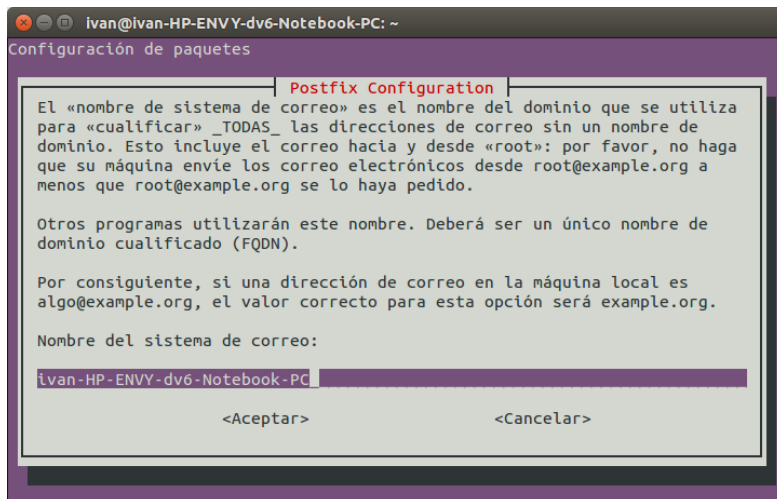 ivan@ivan-HP-ENVY-dv6-Notebook-PC: ~
Configuración de paquetes
Postfix Configuration
El «nombre de sistema de correo» es el nombre del dominio que se utiliza
para «cualificar» _TODAS_ las direcciones de correo sin un nombre de
dominio. Esto incluye el correo hacia y desde «root»: por favor, no haga
que su máquina envíe los correo electrónicos desde root@example.org a
menos que root@example.org se lo haya pedido.
Otros programas utilizarán este nombre. Deberá ser un único nombre de
dominio cualificado (FQDN).
Por consiguiente, si una dirección de correo en la máquina local es
algo@example.org, el valor correcto para esta opción será example.org.
Nombre del sistema de correo:
ivan-HP-ENVY-dv6-Notebook-PC
<Aceptar> <Cancelar>